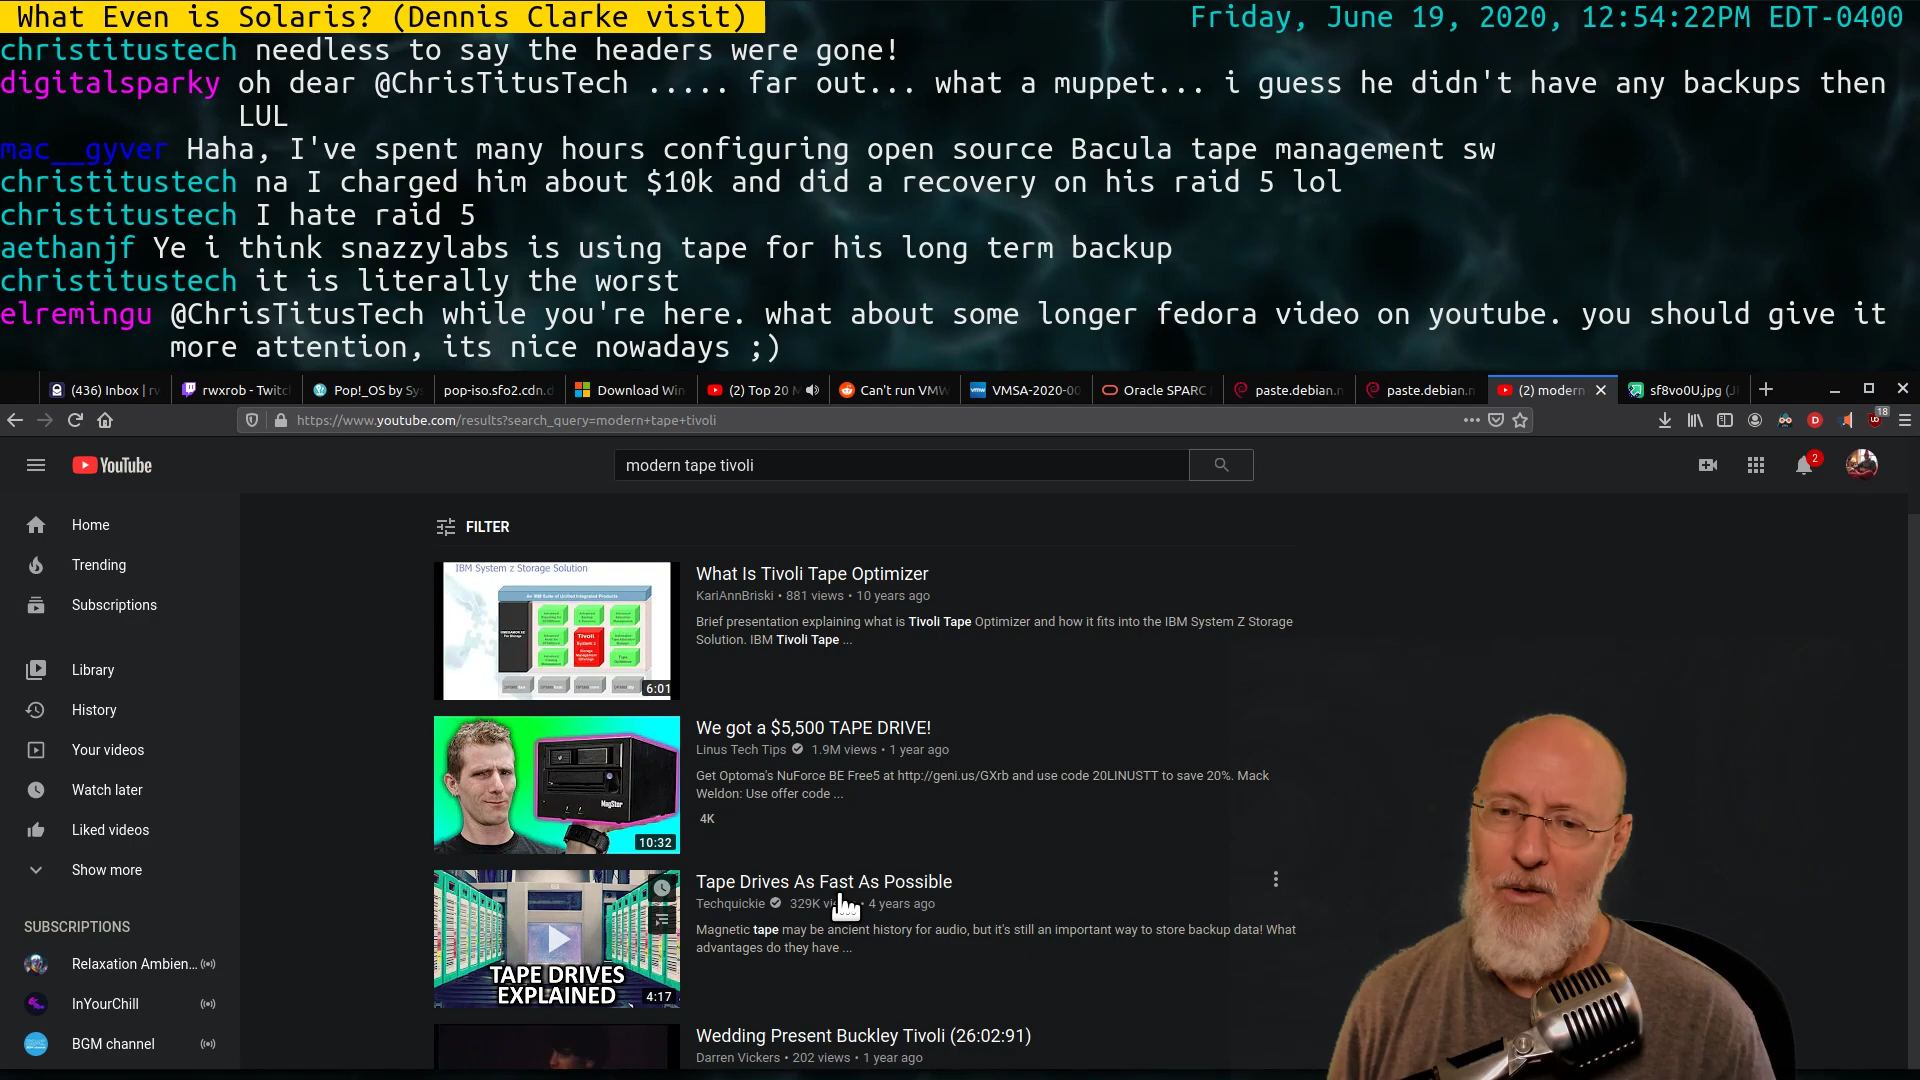 What Even is Solaris? (Dennis Clarke visit)
Friday, June 19, 2020, 12:54:22PM EDT-0400
christitustech needless to say the headers were gone!
digitalsparky oh dear @ChrisTitusTech ..... far out... what a muppet... i guess he didn't have any backups then
LUL
mac__gyver Haha, I've spent many hours configuring open source Bacula tape management sw
christitustech na I charged him about $10k and did a recovery on his raid 5 lol
christitustech I hate raid 5
aethanjf Ye i think snazzylabs is using tape for his long term backup
christitustech it is literally the worst
elremingu @ChrisTitusTech while you're here. what about some longer fedora video on youtube. you should give it
more attention, its nice nowadays ;)
(436) Inbox | rw
rwxrob - Twitc
Pop!_OS by Sy
pop-iso.sfo2.cdn.d
Download Win
(2) Top 20 M
Can't run VMW
VMSA-2020-00
Oracle SPARC
paste.debian.n
paste.debian.n
(2) modern
sf8vo0U.jpg (J
https://www.youtube.com/results?search_query=modern+tape+tivoli
18
YouTube
modern tape tivoli
2
Home
Trending
Subscriptions
Library
History
Your videos
Watch later
Liked videos
Show more
SUBSCRIPTIONS
Relaxation Ambien...
InYourChill
BGM channel
FILTER
IBM System z Storage Solution
An IBM Suite of Unified Integrated Products
Tivoli
6:01
What Is Tivoli Tape Optimizer
KariAnnBriski • 881 views • 10 years ago
Brief presentation explaining what is Tivoli Tape Optimizer and how it fits into the IBM System Z Storage
Solution. IBM Tivoli Tape ...
MagStor
10:32
We got a $5,500 TAPE DRIVE!
Linus Tech Tips 1.9M views • 1 year ago
Get Optoma's NuForce BE Free5 at http://geni.us/GXrb and use code 20LINUSTT to save 20%. Mack
Weldon: Use offer code ...
4K
TAPE DRIVES
EXPLAINED
4:17
Tape Drives As Fast As Possible
Techquickie 329K • 4 years ago
Magnetic tape may be ancient history for audio, but it's still an important way to store backup data! What
advantages do they have ...
Wedding Present Buckley Tivoli (26:02:91)
Darren Vickers • 202 views • 1 year ago